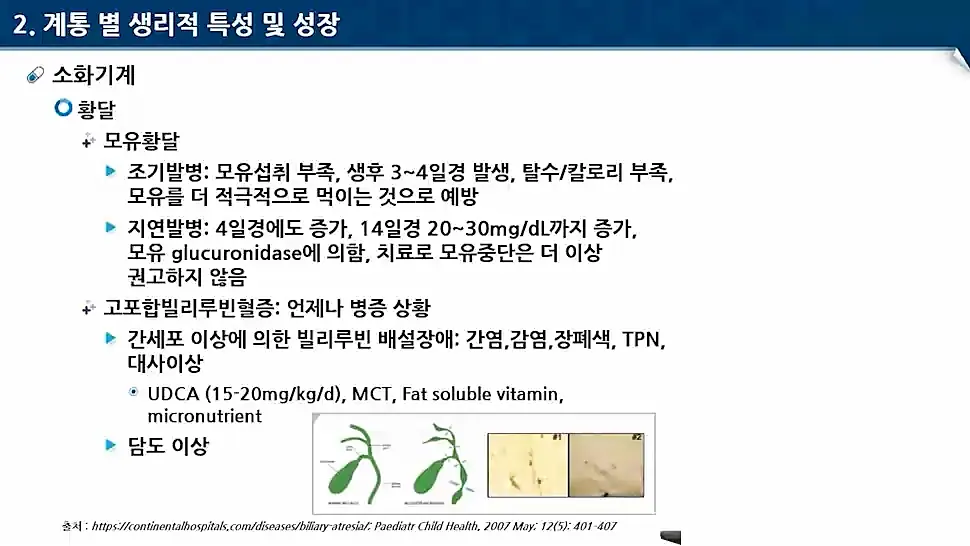 2. 계통 별 생리적 특성 및 성장
소화기계
황달
모유황달
조기발병: 모유섭취 부족, 생후 3~4일경 발생, 탈수/칼로리 부족,
모유를 더 적극적으로 먹이는 것으로 예방
지연발병: 4일경에도 증가, 14일경 20~30mg/dL까지 증가,
모유 glucuronidase에 의함, 치료로 모유중단은 더 이상
권고하지 않음
고포합빌리루빈혈증: 언제나 병증 상황
간세포 이상에 의한 빌리루빈 배설장애: 간염,감염,장폐색, TPN,
대사이상
UDCA (15-20mg/kg/d), MCT, Fat soluble vitamin,
micronutrient
담도 이상
#1 #2
출처 : https://continentalhospitals.com/diseases/biliary-atresia/; Paediatr Child Health. 2007 May; 12(5): 401-407